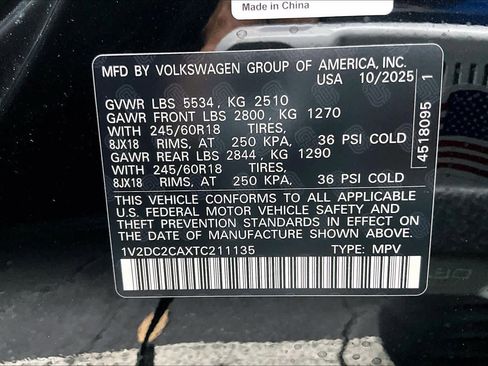 Made in China
MFD BY VOLKSWAGEN GROUP OF AMERICA, INC.
USA 10/2025
GVWR LBS 5534 , KG 2510
GAWR FRONT LBS 2800 , KG 1270
WITH 245/60R18 TIRES,
8JX18 RIMS, AT 250 KPA, 36 PSI COLD
GAWR REAR LBS 2844 , KG 1290
WITH 245/60R18 TIRES,
8JX18 RIMS, AT 250 KPA, 36 PSI COLD
THIS VEHICLE CONFORMS TO ALL APPLICABLE
U.S. FEDERAL MOTOR VEHICLE SAFETY AND
THEFT PREVENTION STANDARDS IN EFFECT ON
THE DATE OF MANUFACTURE SHOWN ABOVE.
1V2DC2CAXTC211135 TYPE: MPV
4518095 1